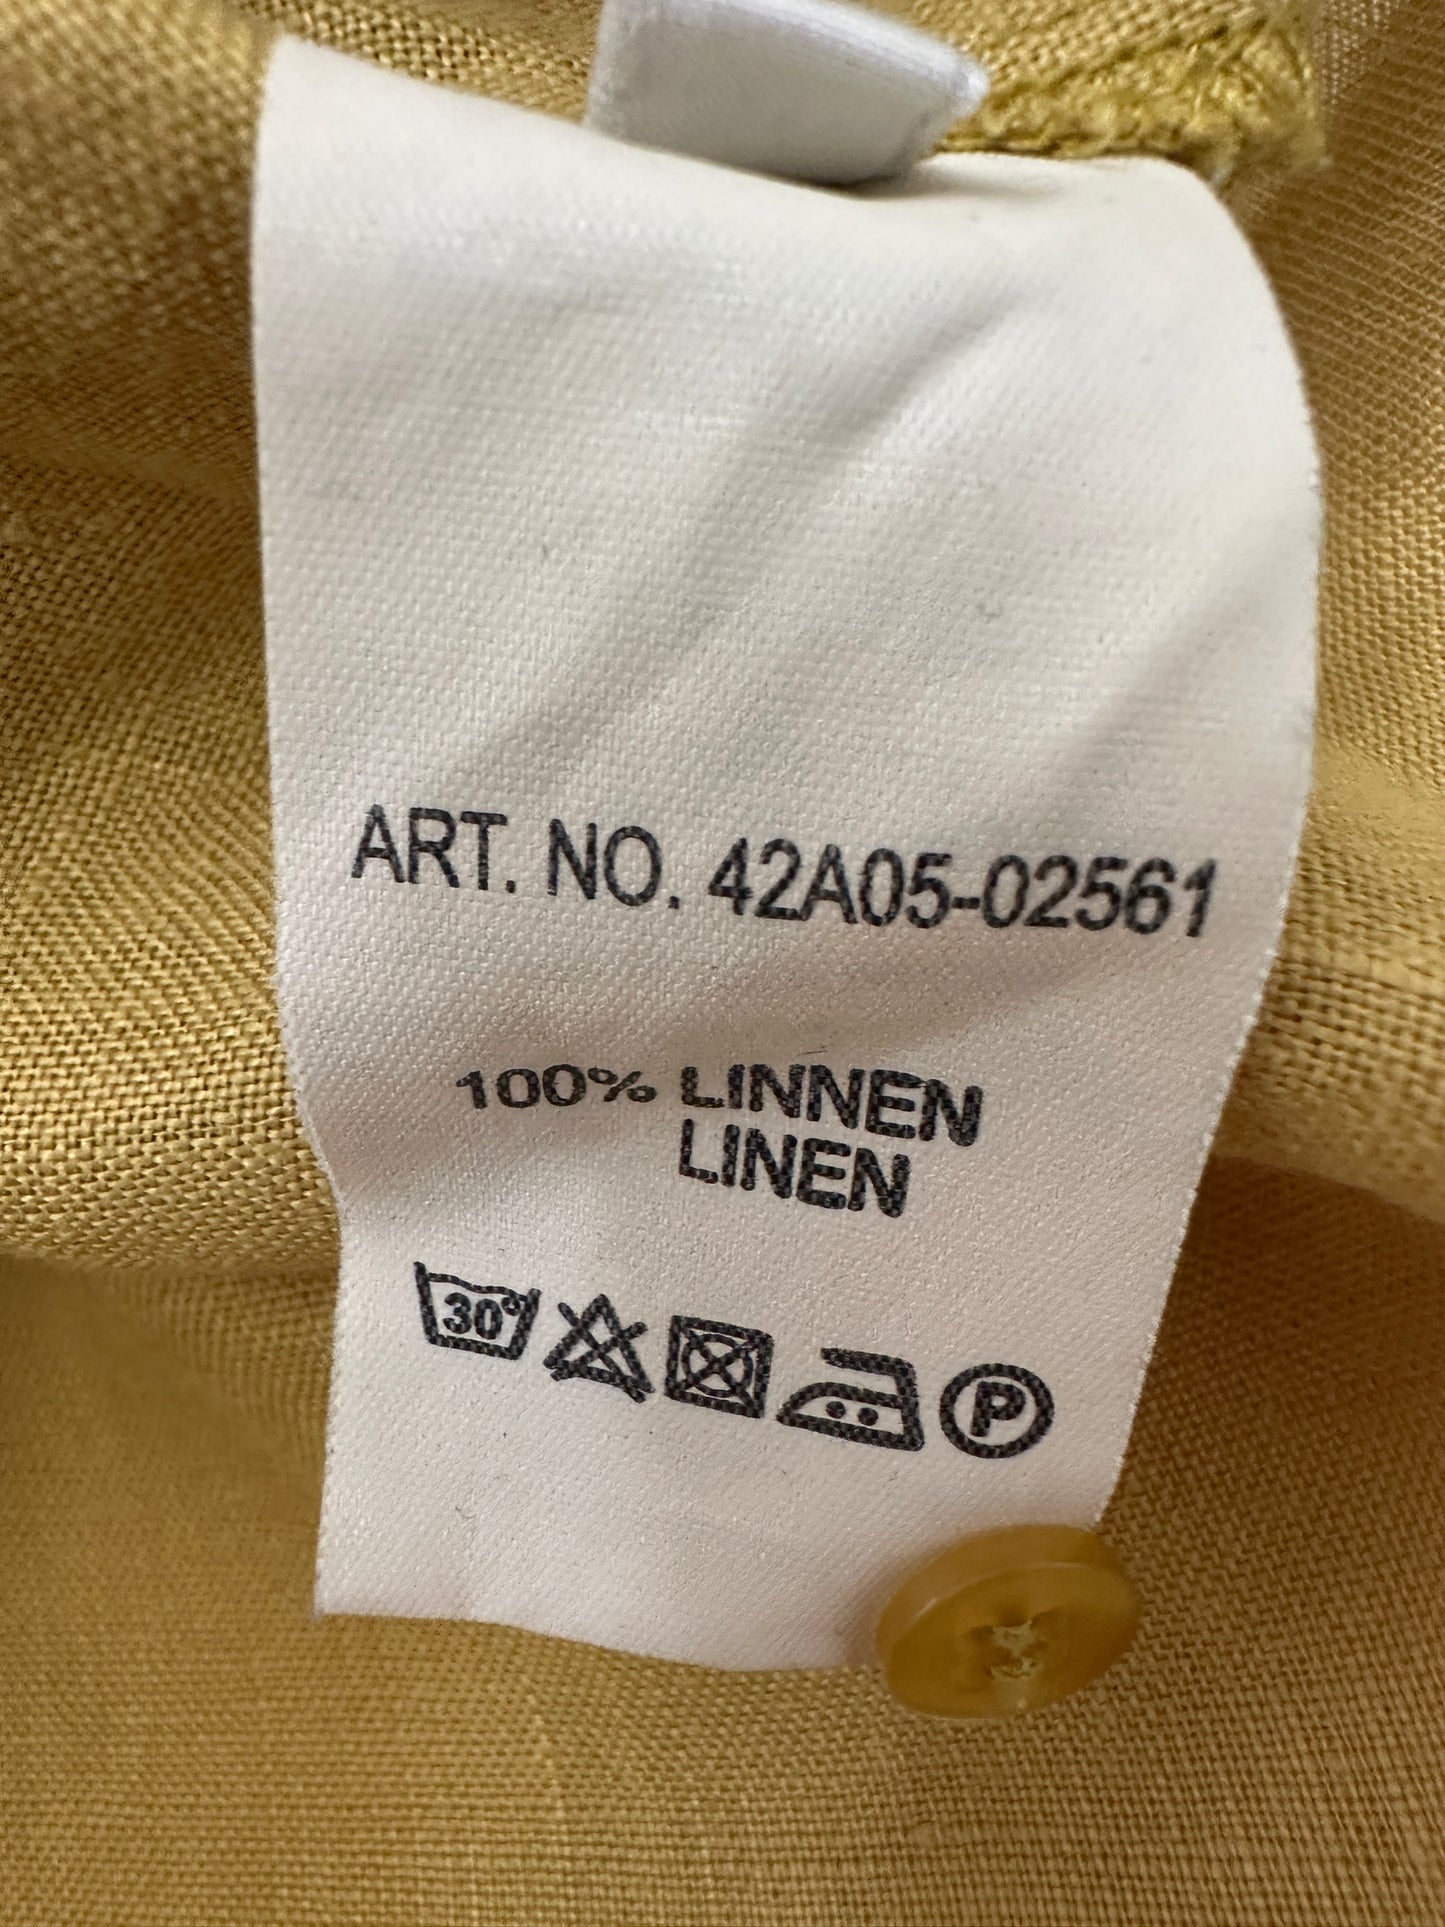 ART. NO. 42A05-02561
100% LINNEN
LINEN
30°
P